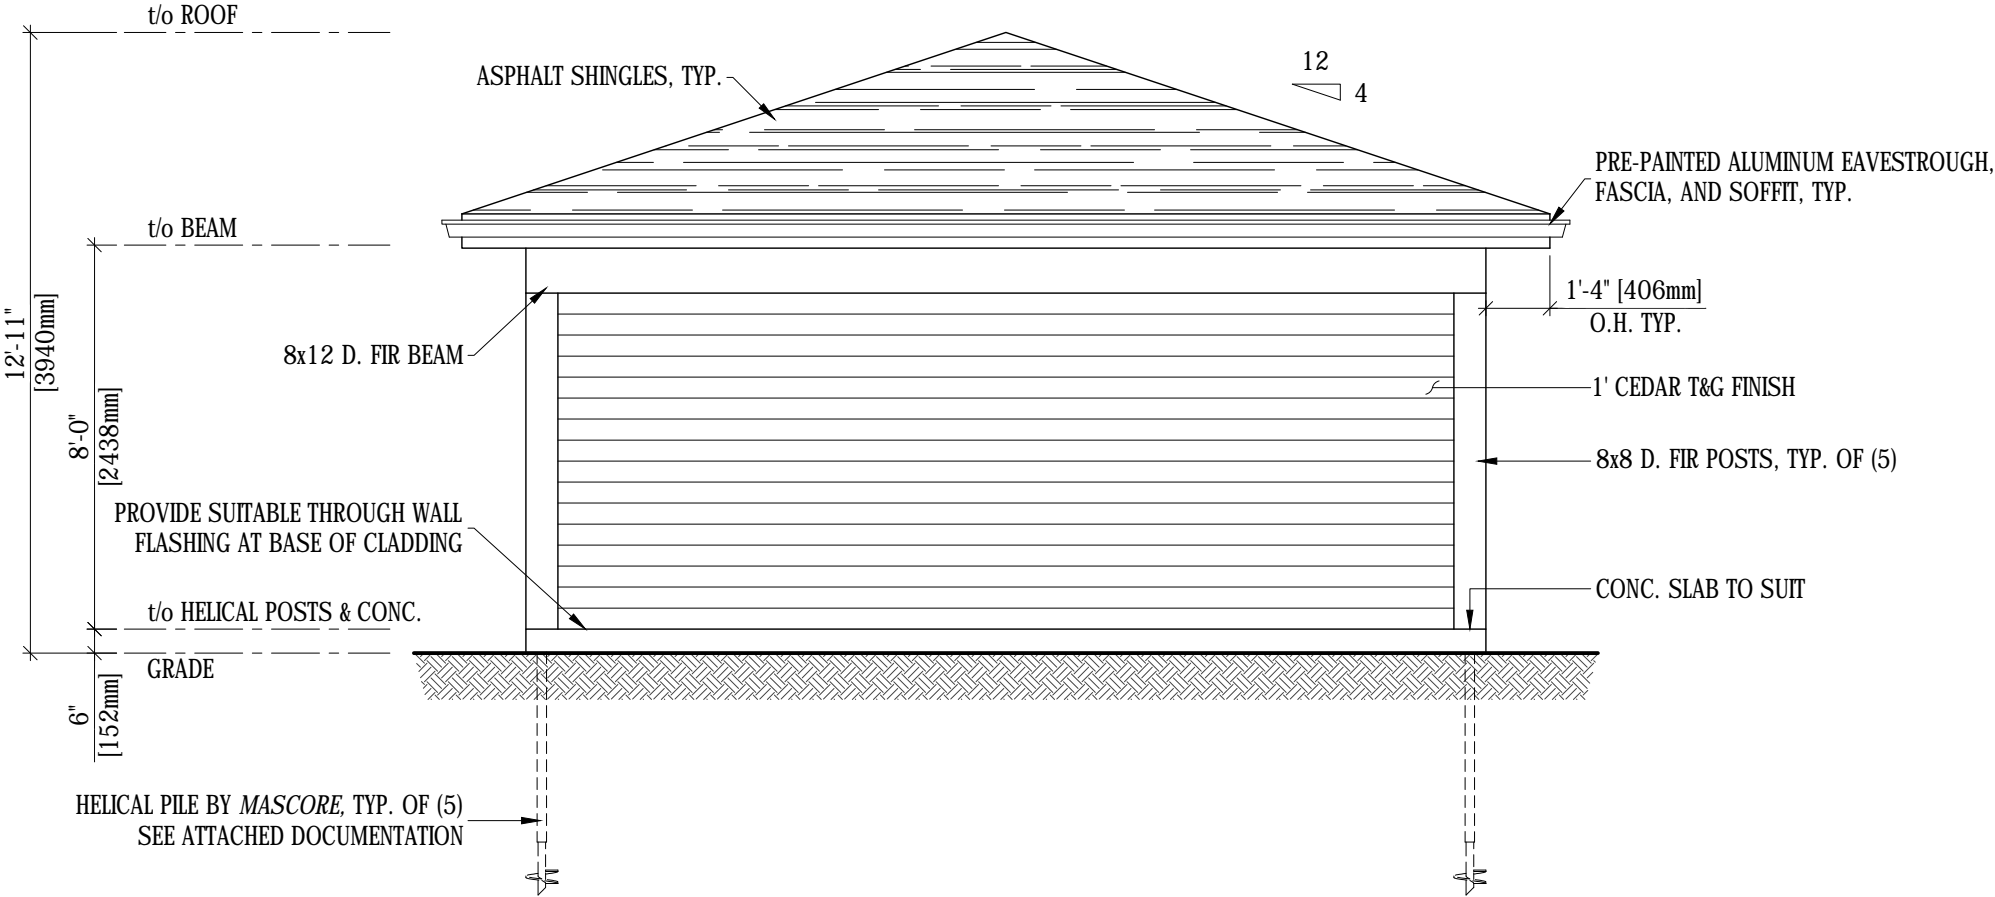 t/o ROOF
ASPHALT SHINGLES, TYP.
12
4
PRE-PAINTED ALUMINUM EAVESTROUGH,
FASCIA, AND SOFFIT, TYP.
t/o BEAM
1'-4" [406mm]
O.H. TYP.
12'-11"
[3940mm]
8x12 D. FIR BEAM
1' CEDAR T&G FINISH
8'-0"
[2438mm]
8x8 D. FIR POSTS, TYP. OF (5)
PROVIDE SUITABLE THROUGH WALL
FLASHING AT BASE OF CLADDING
CONC. SLAB TO SUIT
t/o HELICAL POSTS & CONC.
GRADE
6"
[152mm]
HELICAL PILE BY MASCORE, TYP. OF (5)
SEE ATTACHED DOCUMENTATION